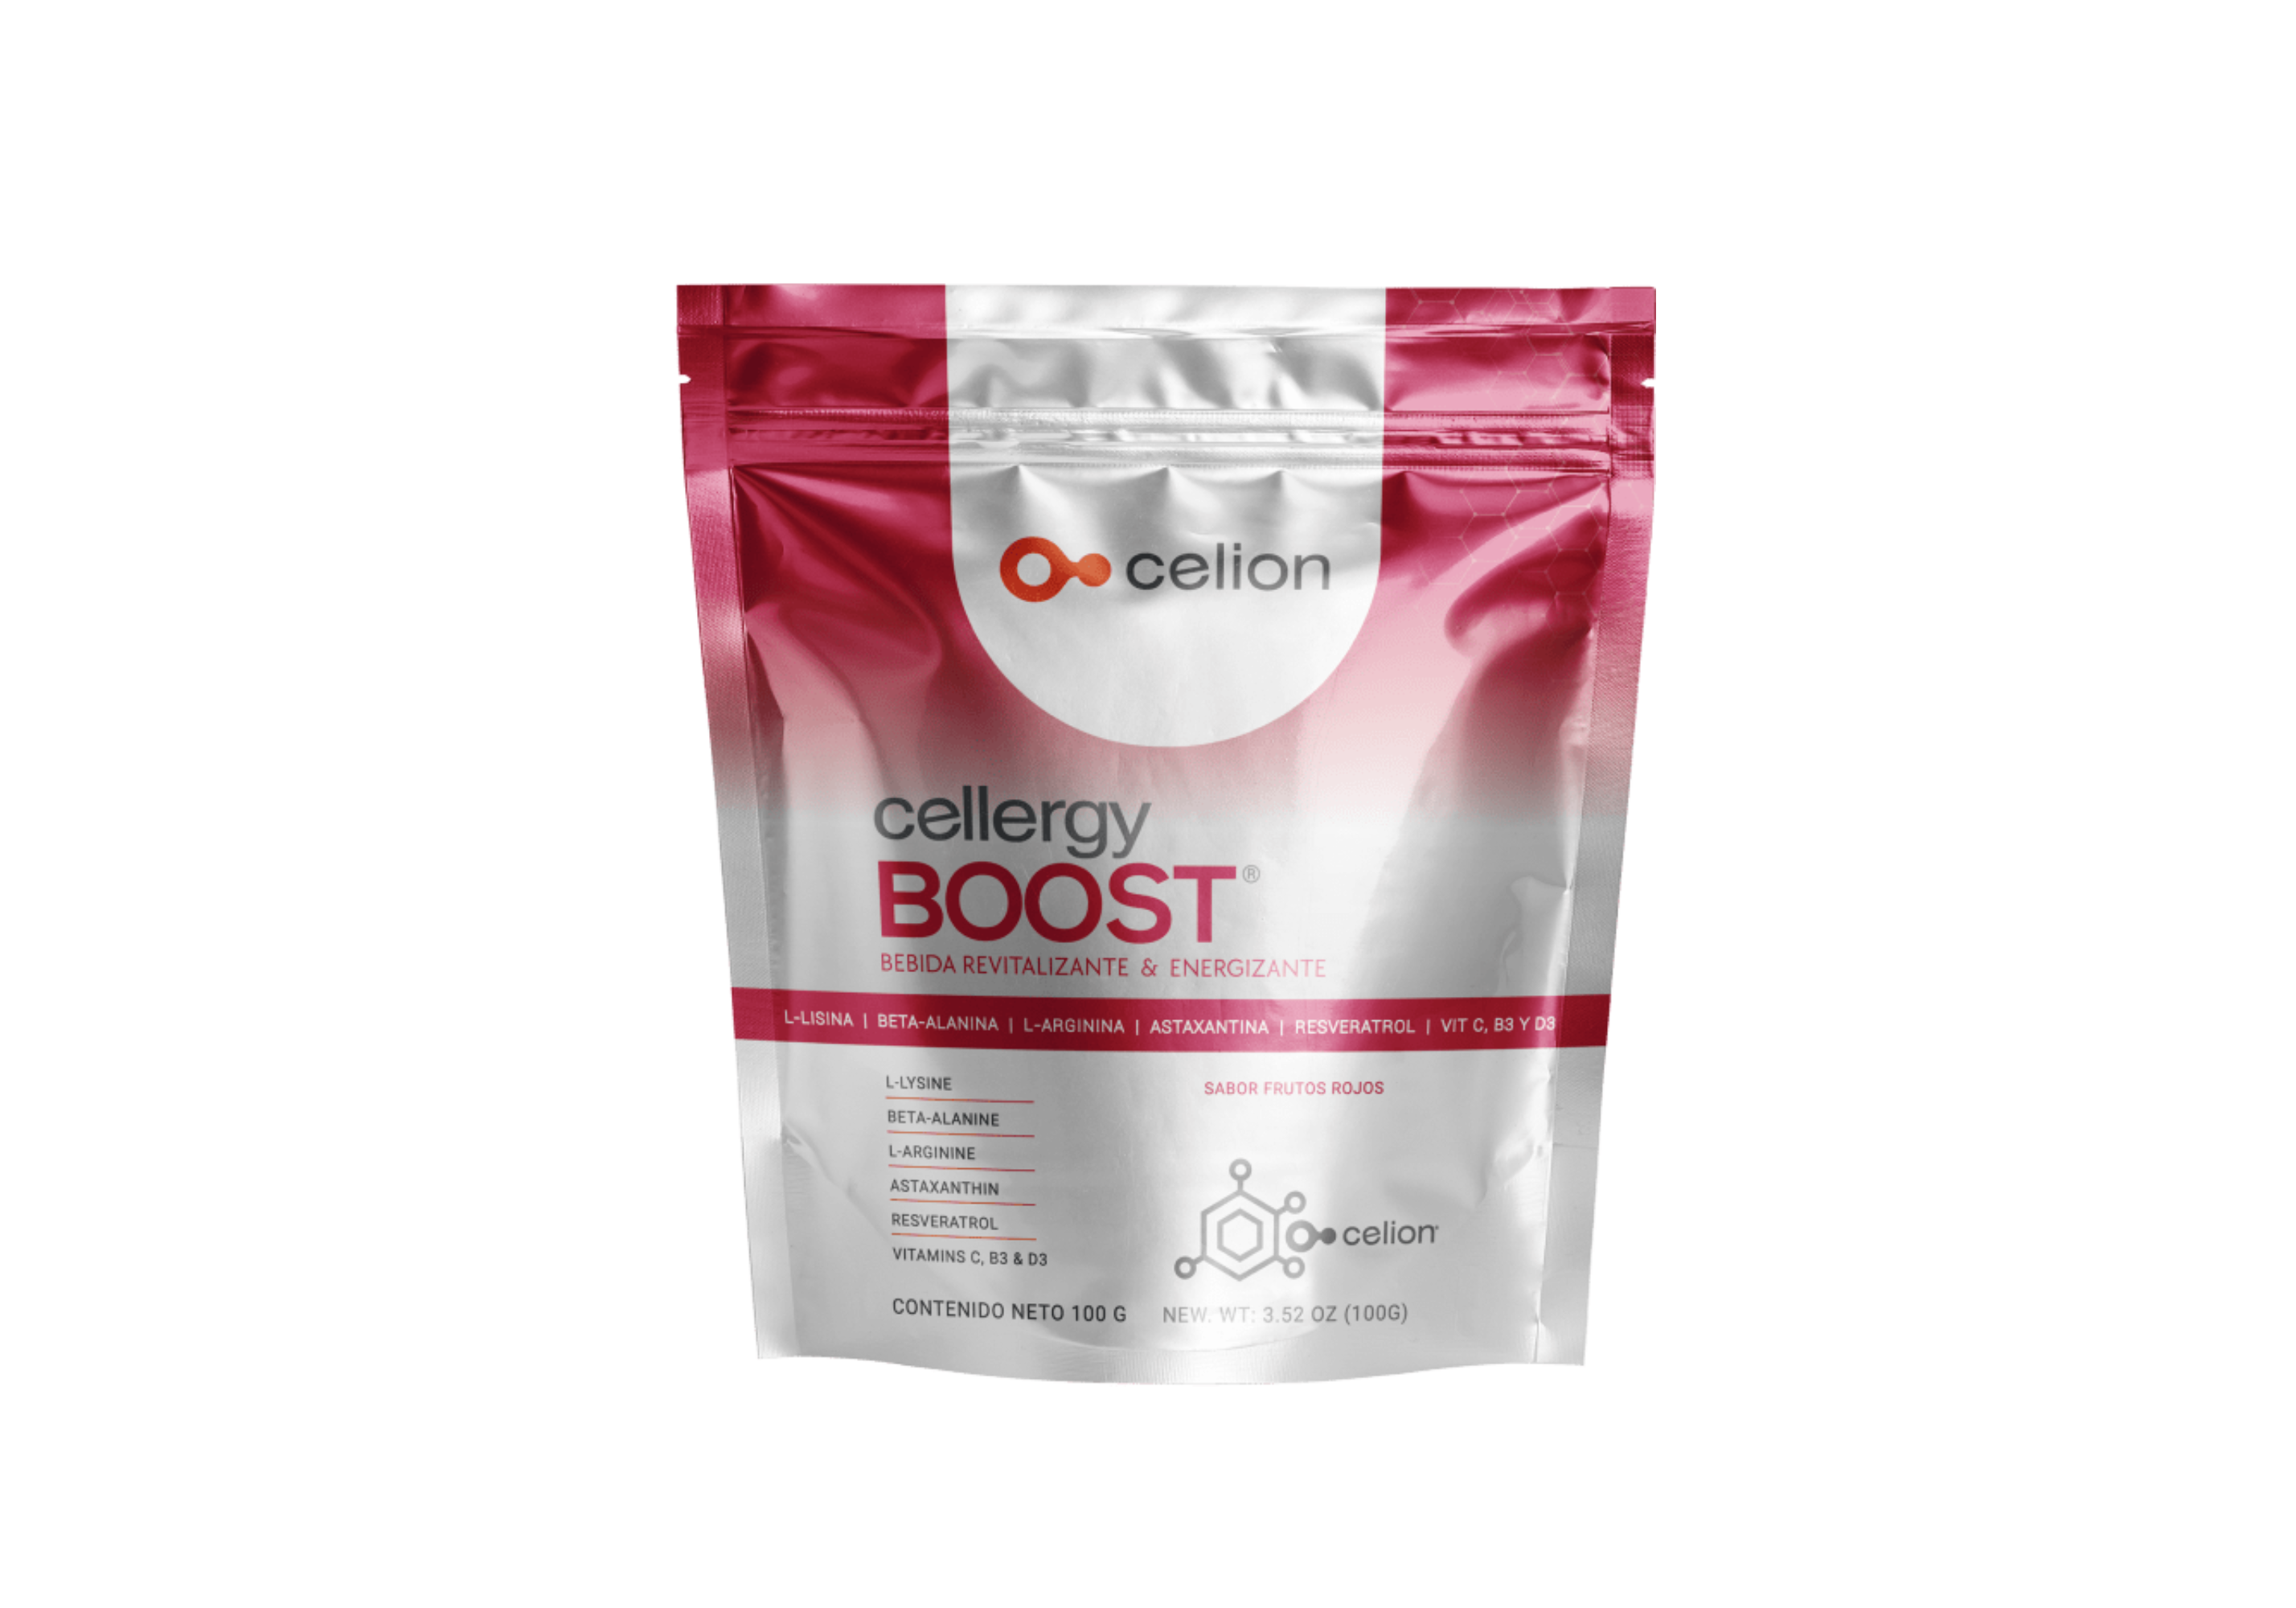 celion
cellergy
BOOST®
BEBIDA REVITALIZANTE & ENERGIZANTE
L-LISINA | BETA-ALANINA | L-ARGININA | ASTAXANTINA | RESVERATROL | VIT C, B3 Y D3
L-LYSINE
BETA-ALANINE
L-ARGININE
ASTAXANTHIN
RESVERATROL
VITAMINS C, B3 & D3
SABOR FRUTOS ROJOS
celion
CONTENIDO NETO 100 G
NEW. WT: 3.52 OZ (100G)